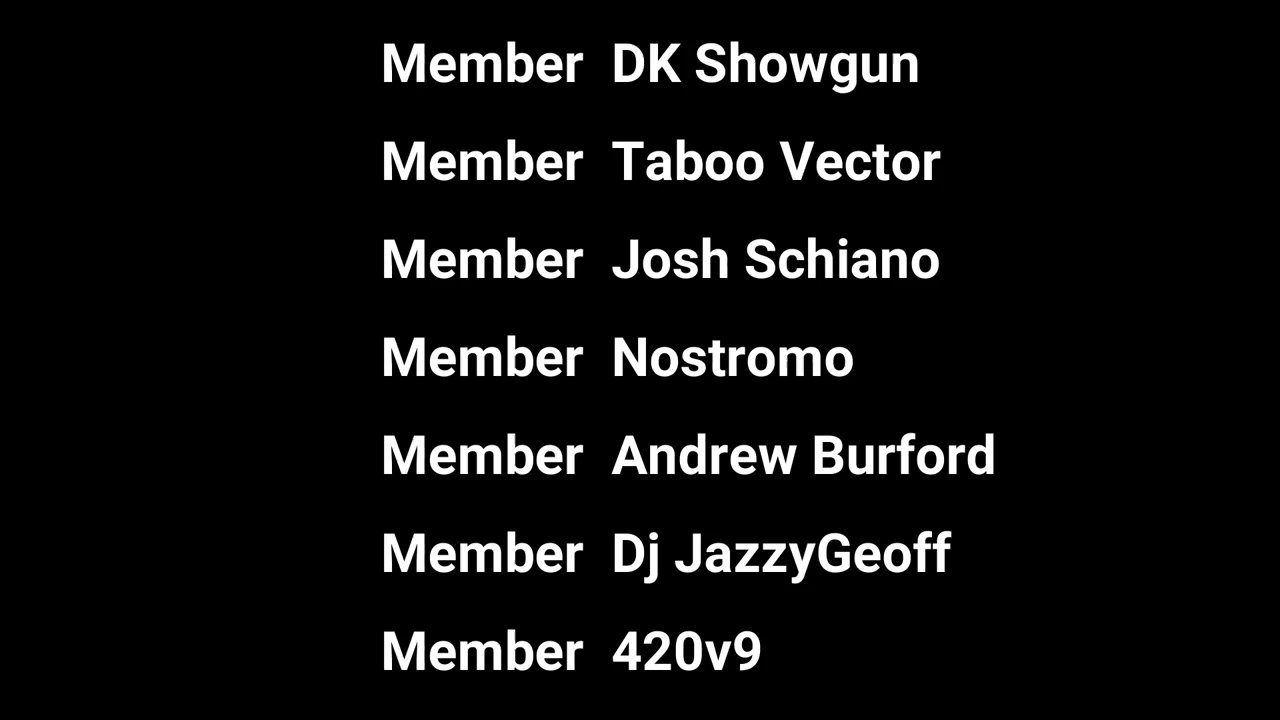 Member DK Showgun
Member Taboo Vector
Member Josh Schiano
Member Nostromo
Member Andrew Burford
Member Dj JazzyGeoff
Member 420v9